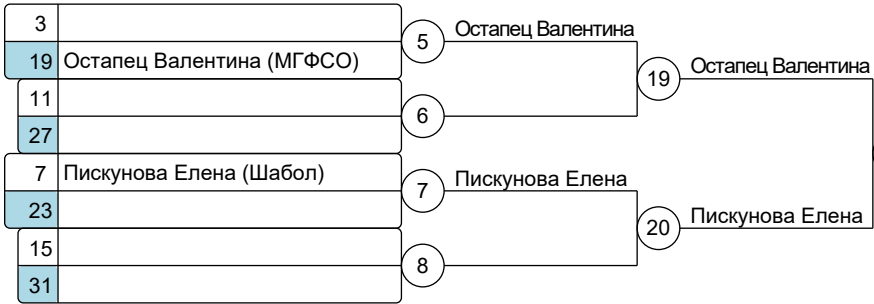 3
19 Остапец Валентина (МГФСО)
11
27
7 Пискунова Елена (Шабол)
23
15
31
5 Остапец Валентина
6
7 Пискунова Елена
8
19 Остапец Валентина
20 Пискунова Елена